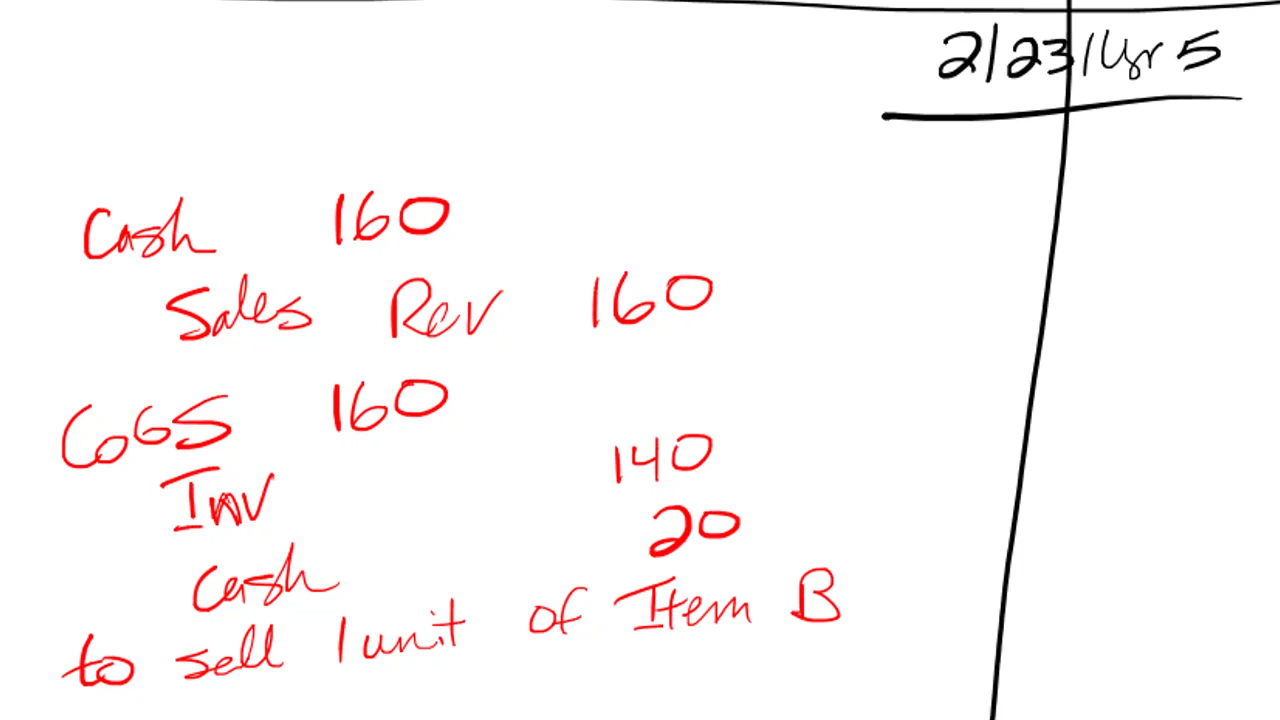 2/23/Yr 5
Cash 160
Sales Rev 160
COGS 160
Inv 140
Cash 20
to sell 1 unit of Item B